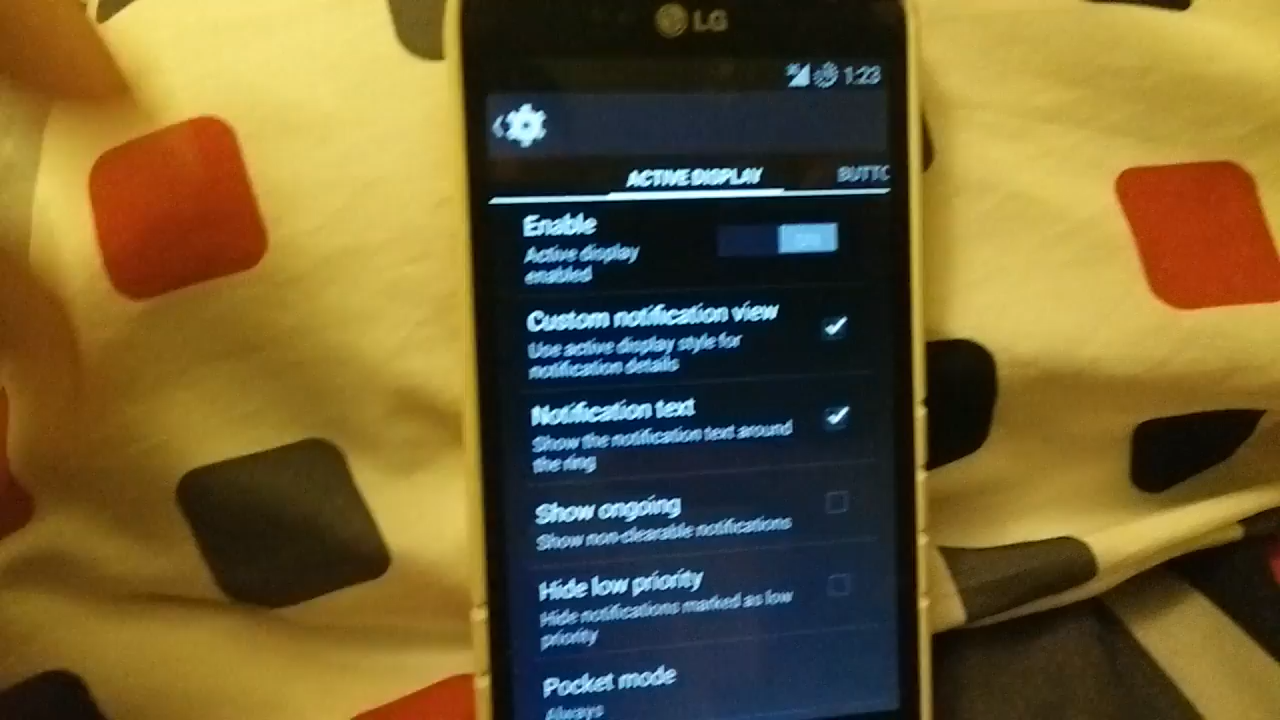 LG
1:23
ACTIVE DISPLAY
BUTTC
Enable
Active display
enabled
Custom notification view
Use active display style for
notification details
Notification text
Show the notification text around
the ring
Show ongoing
Show non-clearable notifications
Hide low priority
Hide notifications marked as low
priority
Pocket mode
Always